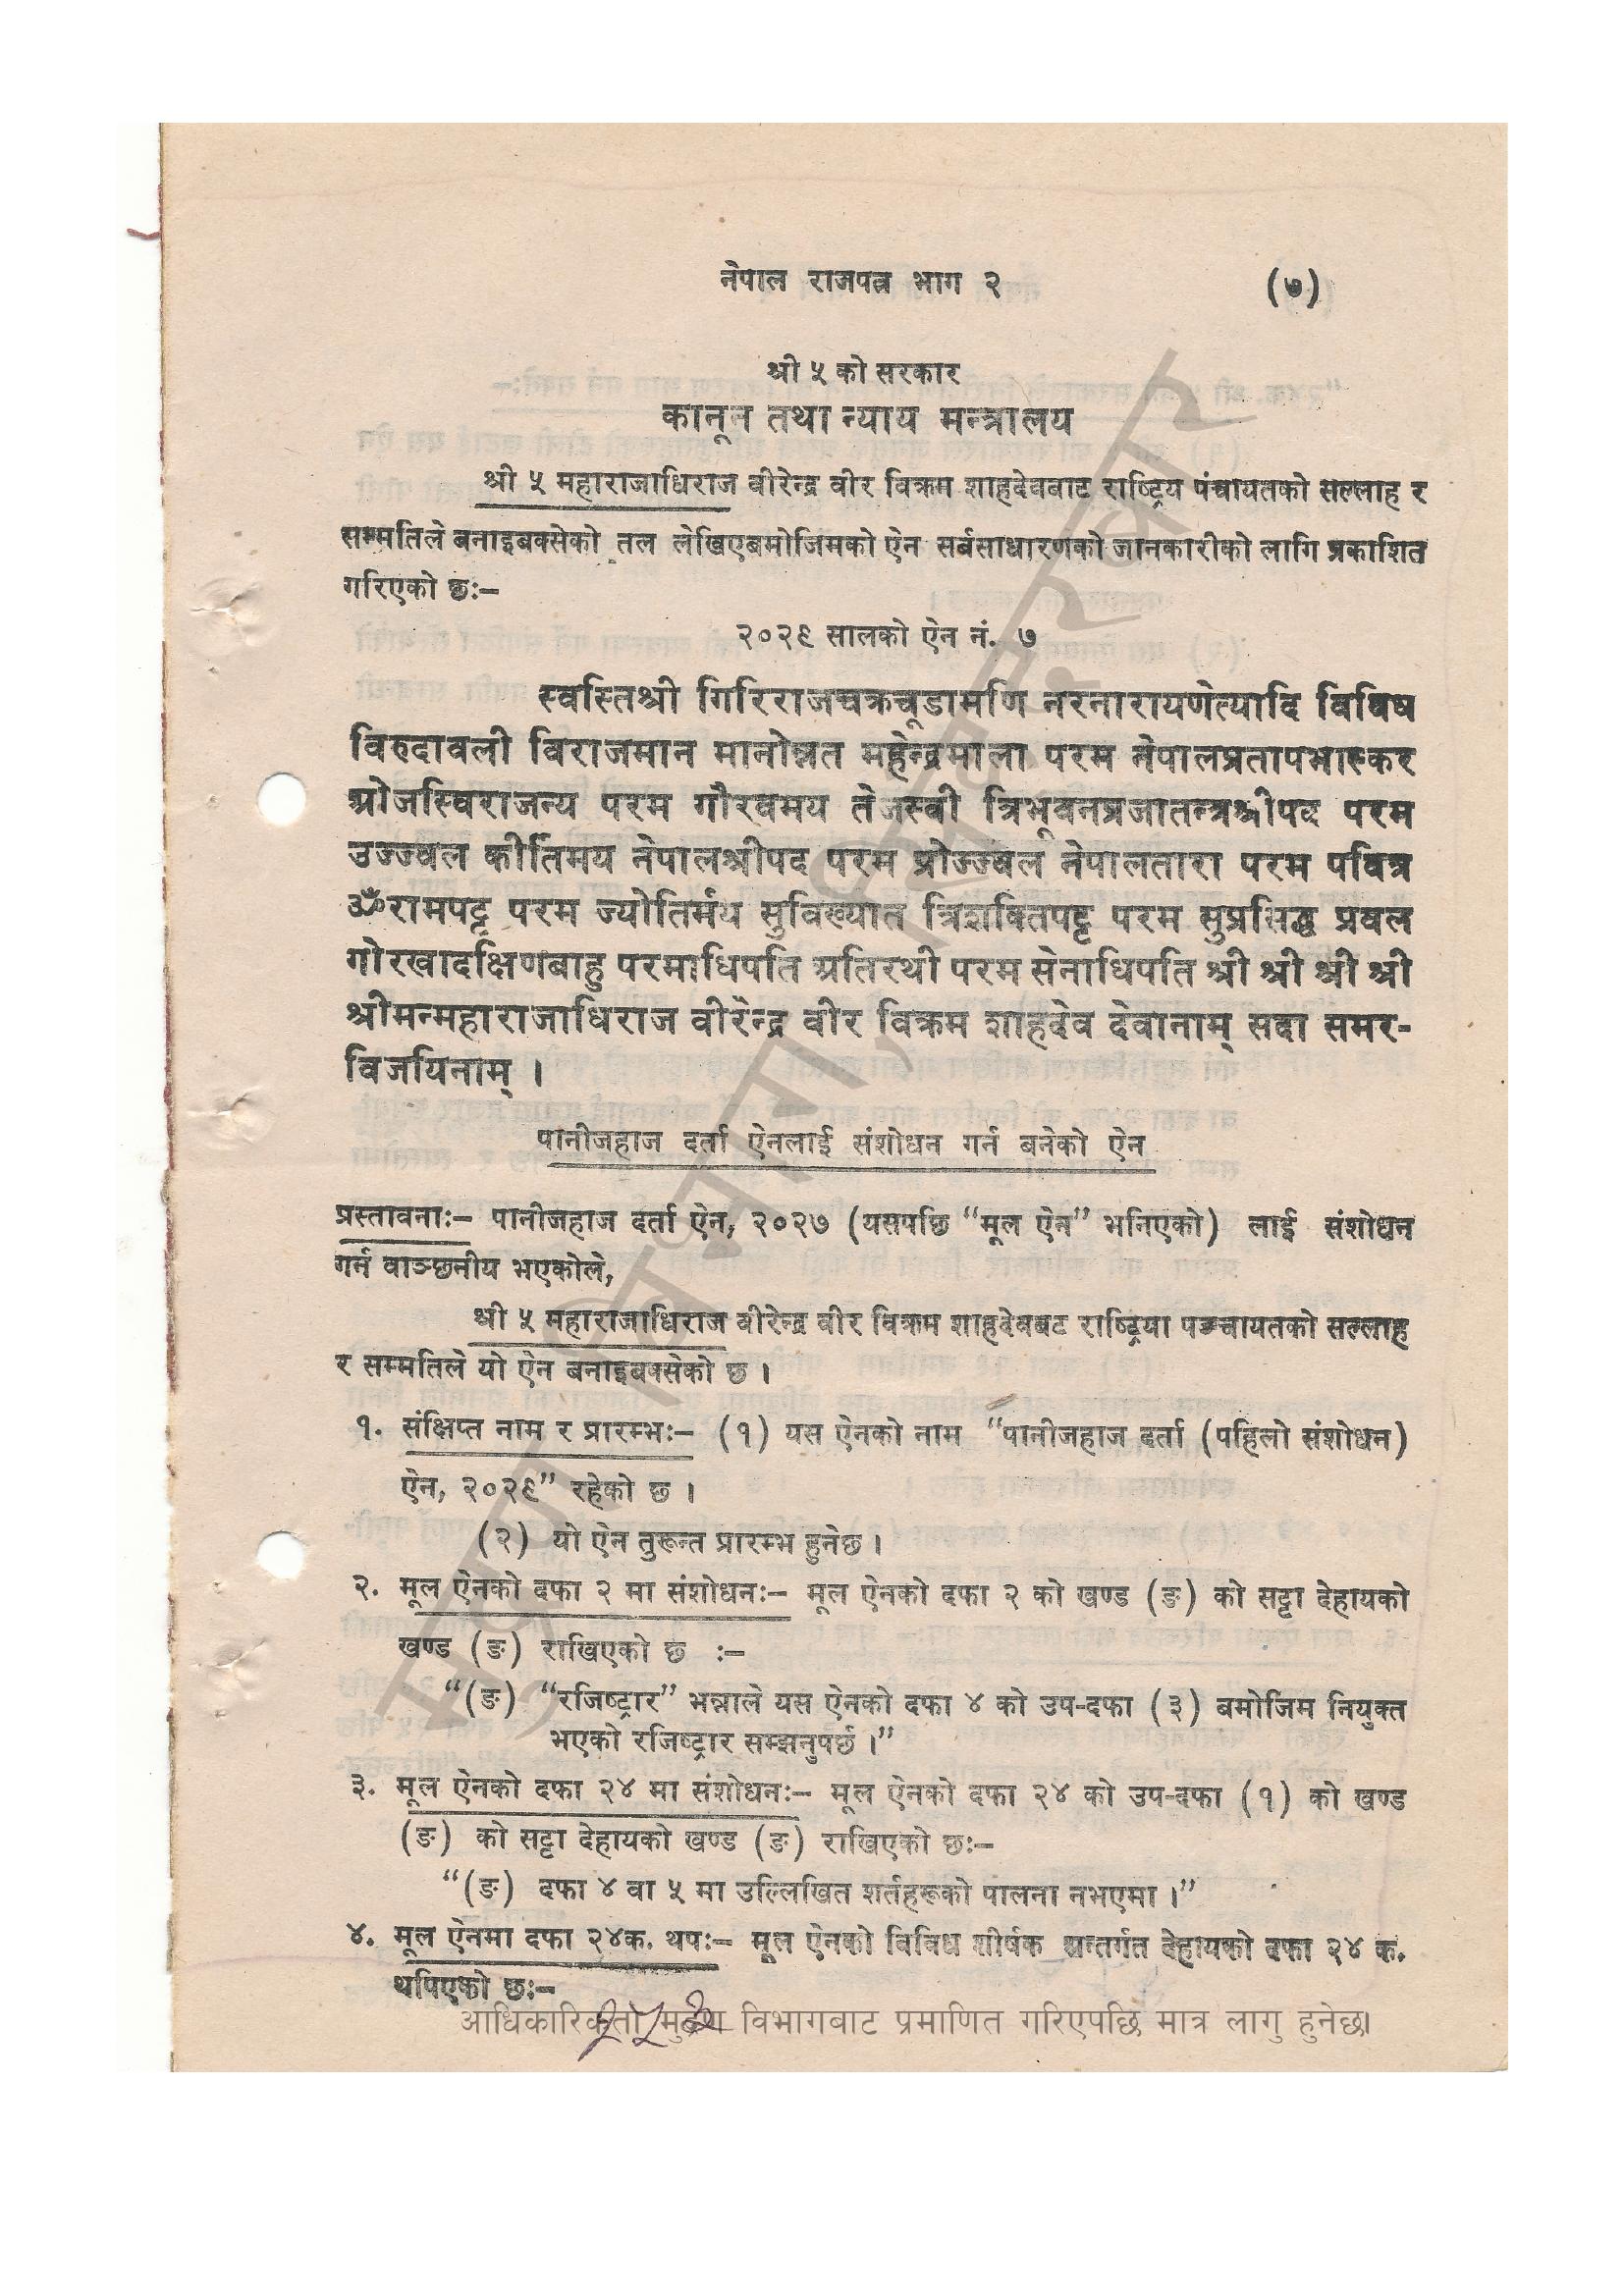 नेपाल राजपत्र भाग २ (७)
श्री ५ को सरकार
कानून तथा न्याय मन्त्रालय
श्री ५ महाराजाधिराज वीरेन्द्र वीर विक्रम शाहदेवबाट राष्ट्रिय पंचायतको सल्लाह र
सम्मतिले बनाइबक्सेको तल लेखिएबमोजिमको ऐन सर्वसाधारणको जानकारीको लागि प्रकाशित
गरिएको छः–
२०२९ सालको ऐन नं. ७
स्वस्तिश्री गिरिराजचक्रचूडामणि नरनारायणेत्यादि विविध
विरुदावली विराजमान मानोन्नत महेन्द्रमाला परम नेपालप्रतापभास्कर
ओजस्विराजन्य परम गौरवमय तेजस्वी त्रिभूवनप्रजातन्त्रश्रीपद परम
उज्ज्वल कीर्तिमय नेपालश्रीपद परम प्रोज्ज्वल नेपालतारा परम पवित्र
ॐरामपट्ट परम ज्योतिर्मय सुविख्यात त्रिशक्तिपट्ट परम सुप्रसिद्ध प्रवल
गोरखादक्षिणबाहु परमाधिपति अतिरथी परम सेनाधिपति श्री श्री श्री श्री
श्रीमन्महाराजाधिराज वीरेन्द्र वीर विक्रम शाहदेव देवानाम् सदा समर-
विजयिनाम् ।
पानीजहाज दर्ता ऐनलाई संशोधन गर्न बनेको ऐन
प्रस्तावनाः– पानीजहाज दर्ता ऐन, २०२७ (यसपछि “मूल ऐन” भनिएको) लाई संशोधन
गर्न वाञ्छनीय भएकोले,
श्री ५ महाराजाधिराज वीरेन्द्र वीर विक्रम शाहदेवबट राष्ट्रिया पञ्चायतको सल्लाह
र सम्मतिले यो ऐन बनाइबक्सेको छ ।
१. संक्षिप्त नाम र प्रारम्भः– (१) यस ऐनको नाम “पानीजहाज दर्ता (पहिलो संशोधन)
ऐन, २०२९” रहेको छ ।
(२) यो ऐन तुरून्त प्रारम्भ हुनेछ ।
२. मूल ऐनको दफा २ मा संशोधनः– मूल ऐनको दफा २ को खण्ड (ङ) को सट्टा देहायको
खण्ड (ङ) राखिएको छ :–
“(ङ) “रजिष्ट्रार” भन्नाले यस ऐनको दफा ४ को उप-दफा (३) बमोजिम नियुक्त
भएको रजिष्ट्रार सम्झनुपर्छ ।”
३. मूल ऐनको दफा २४ मा संशोधनः– मूल ऐनको दफा २४ को उप-दफा (१) को खण्ड
(ङ) को सट्टा देहायको खण्ड (ङ) राखिएको छः–
“(ङ) दफा ४ वा ५ मा उल्लिखित शर्तहरूको पालना नभएमा ।”
४. मूल ऐनमा दफा २४क. थपः– मूल ऐनको विविध शीर्षक अन्तर्गत देहायको दफा २४ क.
थपिएको छः–
आधिकारिकता मुद्रण विभागबाट प्रमाणित गरिएपछि मात्र लागु हुनेछ।